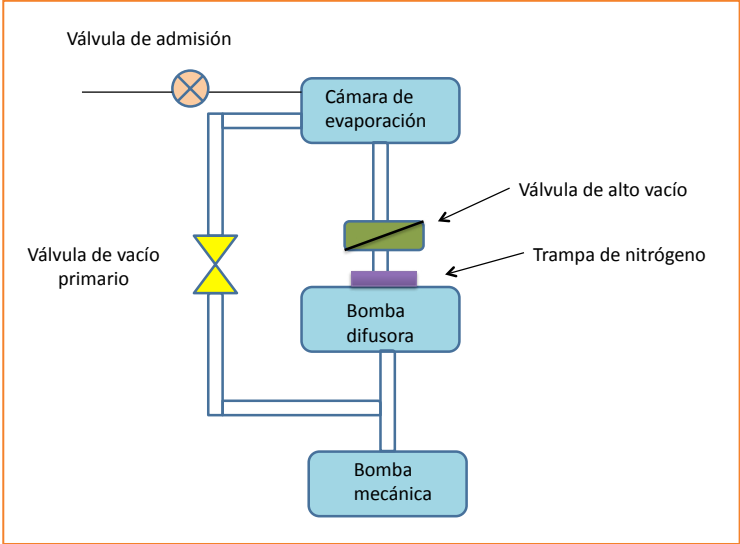 Válvula de admisión
Cámara de
evaporación
Válvula de alto vacío
Válvula de vacío
primario
Trampa de nitrógeno
Bomba
difusora
Bomba
mecánica